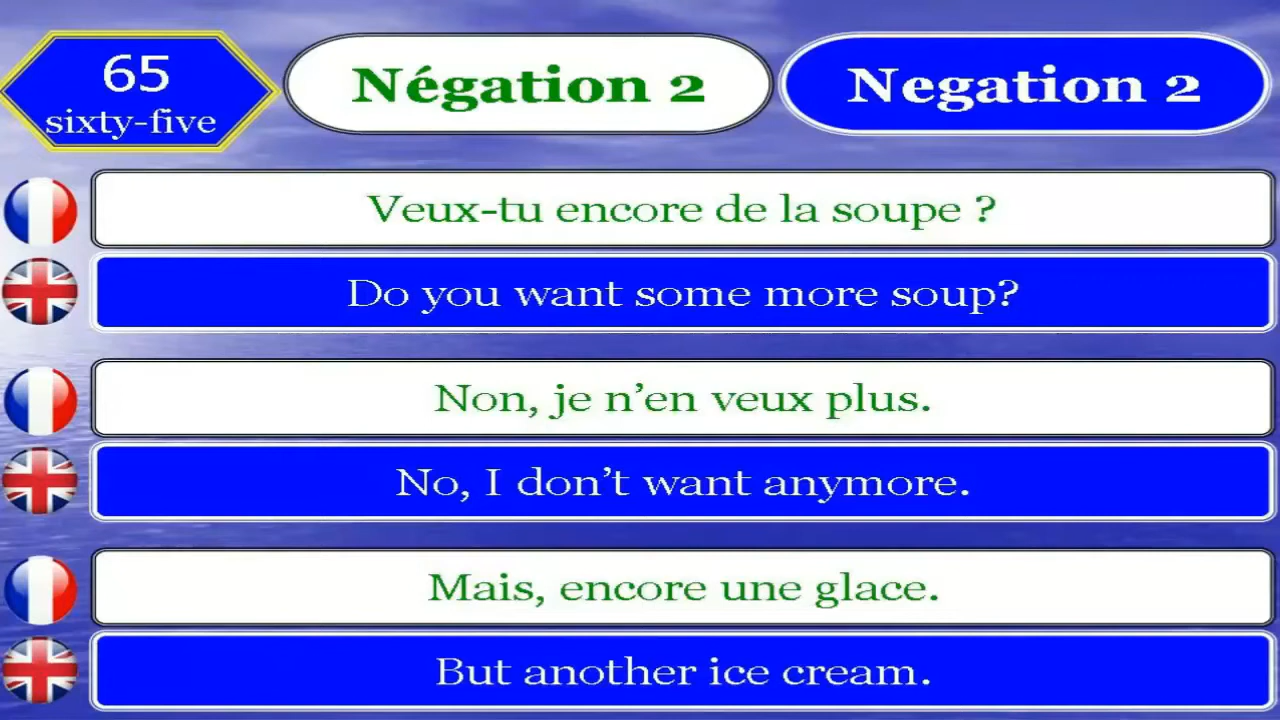 65
sixty-five
Négation 2
Negation 2
Veux-tu encore de la soupe ?
Do you want some more soup?
Non, je n’en veux plus.
No, I don’t want anymore.
Mais, encore une glace.
But another ice cream.